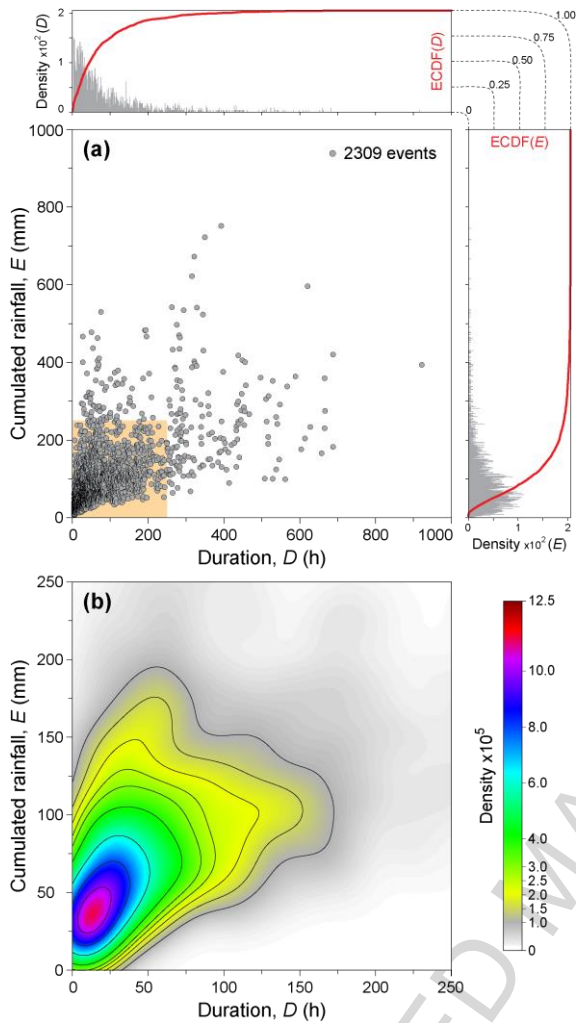 Density x10² (D)
2
1
0
ECDF(D)
1.00
0.75
0.50
0.25
0
(a)
2309 events
Cumulated rainfall, E (mm)
1000
800
600
400
200
0
0 200 400 600 800 1000
Duration, D (h)
ECDF(E)
0 1 2
Density x10² (E)
(b)
Cumulated rainfall, E (mm)
250
200
150
100
50
0
0 50 100 150 200 250
Duration, D (h)
12.5
10.0
8.0
6.0
4.0
3.0
2.5
2.0
1.5
1.0
0
Density x10⁵
ED MA